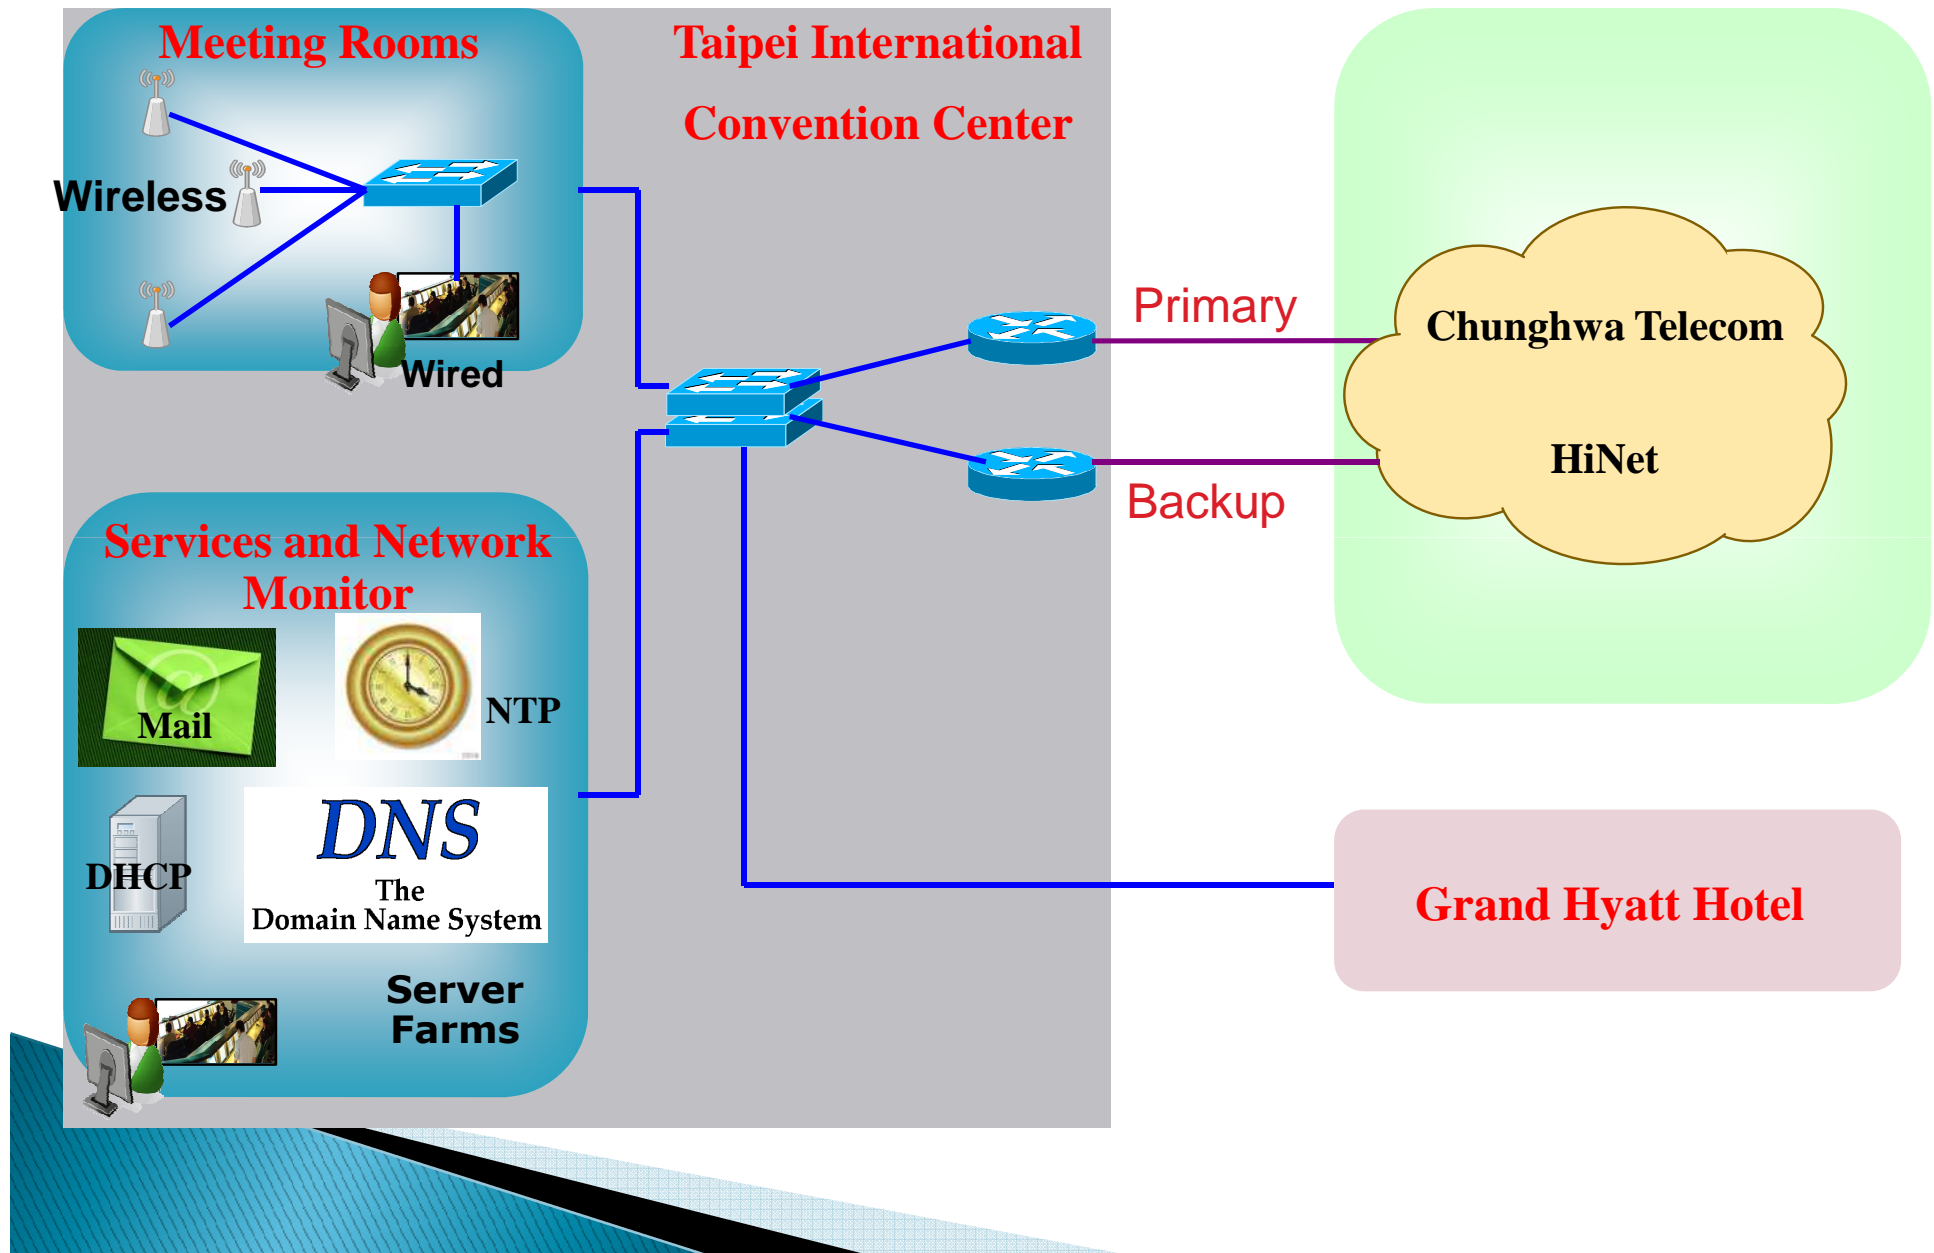 Meeting Rooms
Wireless
Wired
Taipei International
Convention Center
Primary
Backup
Chunghwa Telecom
HiNet
Services and Network
Monitor
Mail
NTP
DHCP
DNS
The
Domain Name System
Server
Farms
Grand Hyatt Hotel